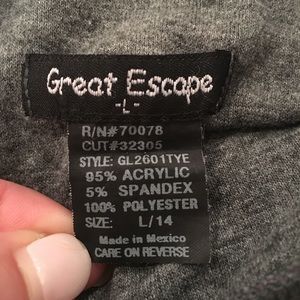 Great Escape
-L-
R/N#70078
CUT#32305
STYLE: GL2601TYE
95% ACRYLIC
5% SPANDEX
100% POLYESTER
SIZE: L/14
Made in Mexico
CARE ON REVERSE